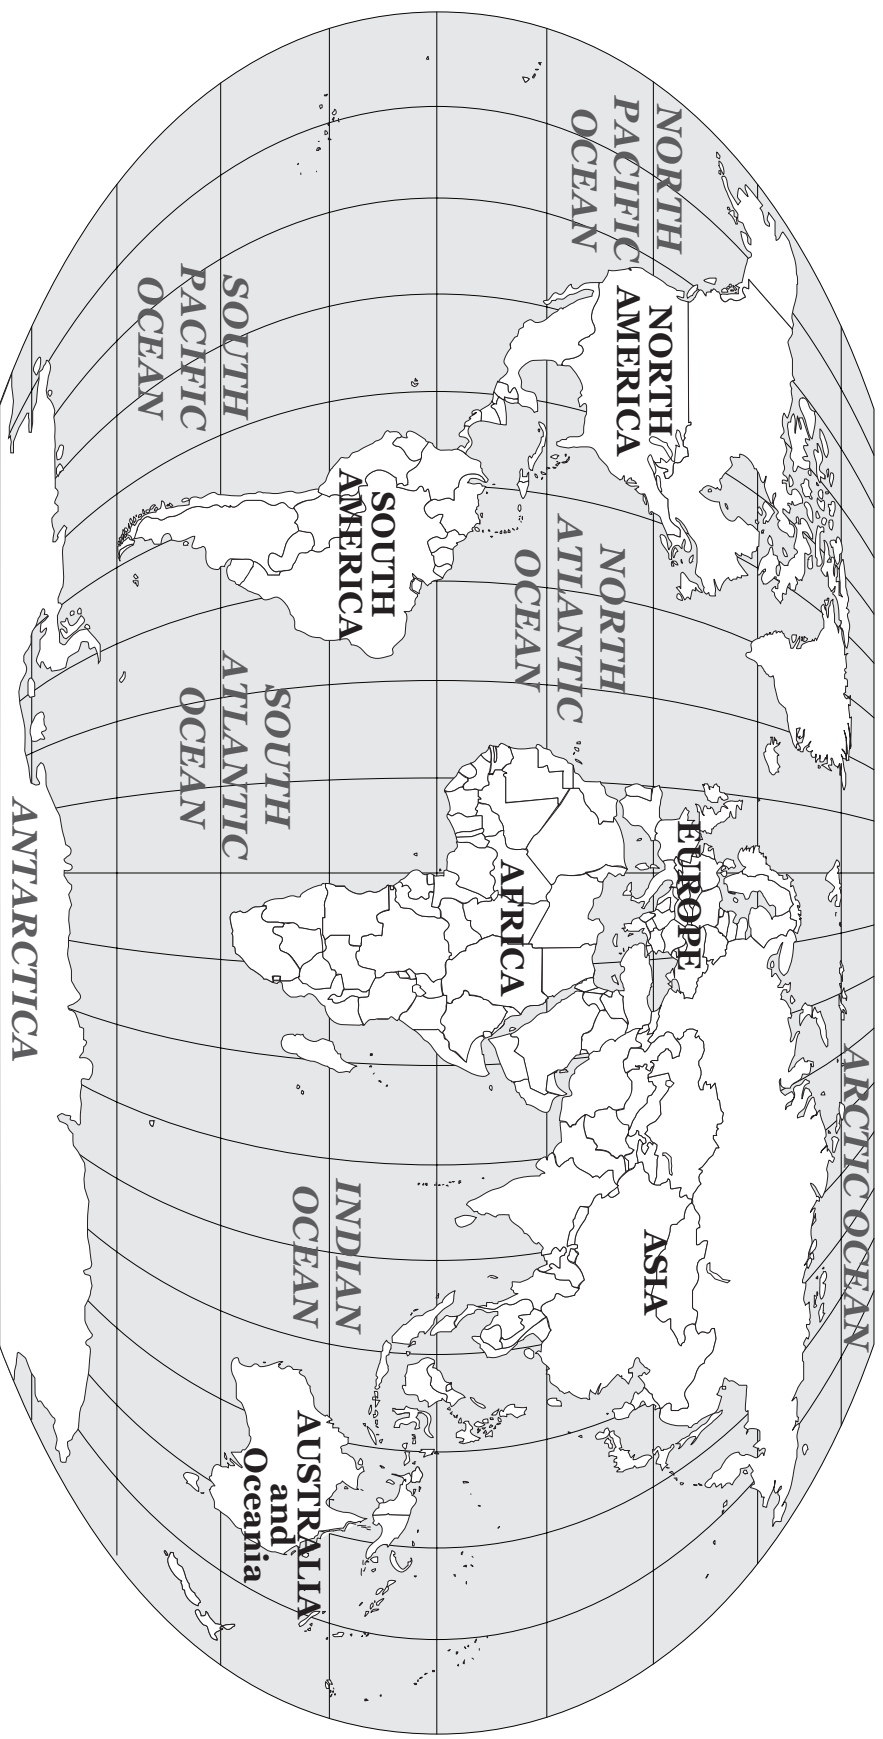 ARCTIC OCEAN
NORTH
PACIFIC
OCEAN
NORTH
AMERICA
NORTH
ATLANTIC
OCEAN
EUROPE
ASIA
AFRICA
SOUTH
AMERICA
SOUTH
PACIFIC
OCEAN
SOUTH
ATLANTIC
OCEAN
INDIAN
OCEAN
AUSTRALIA
and
Oceania
ANTARCTICA